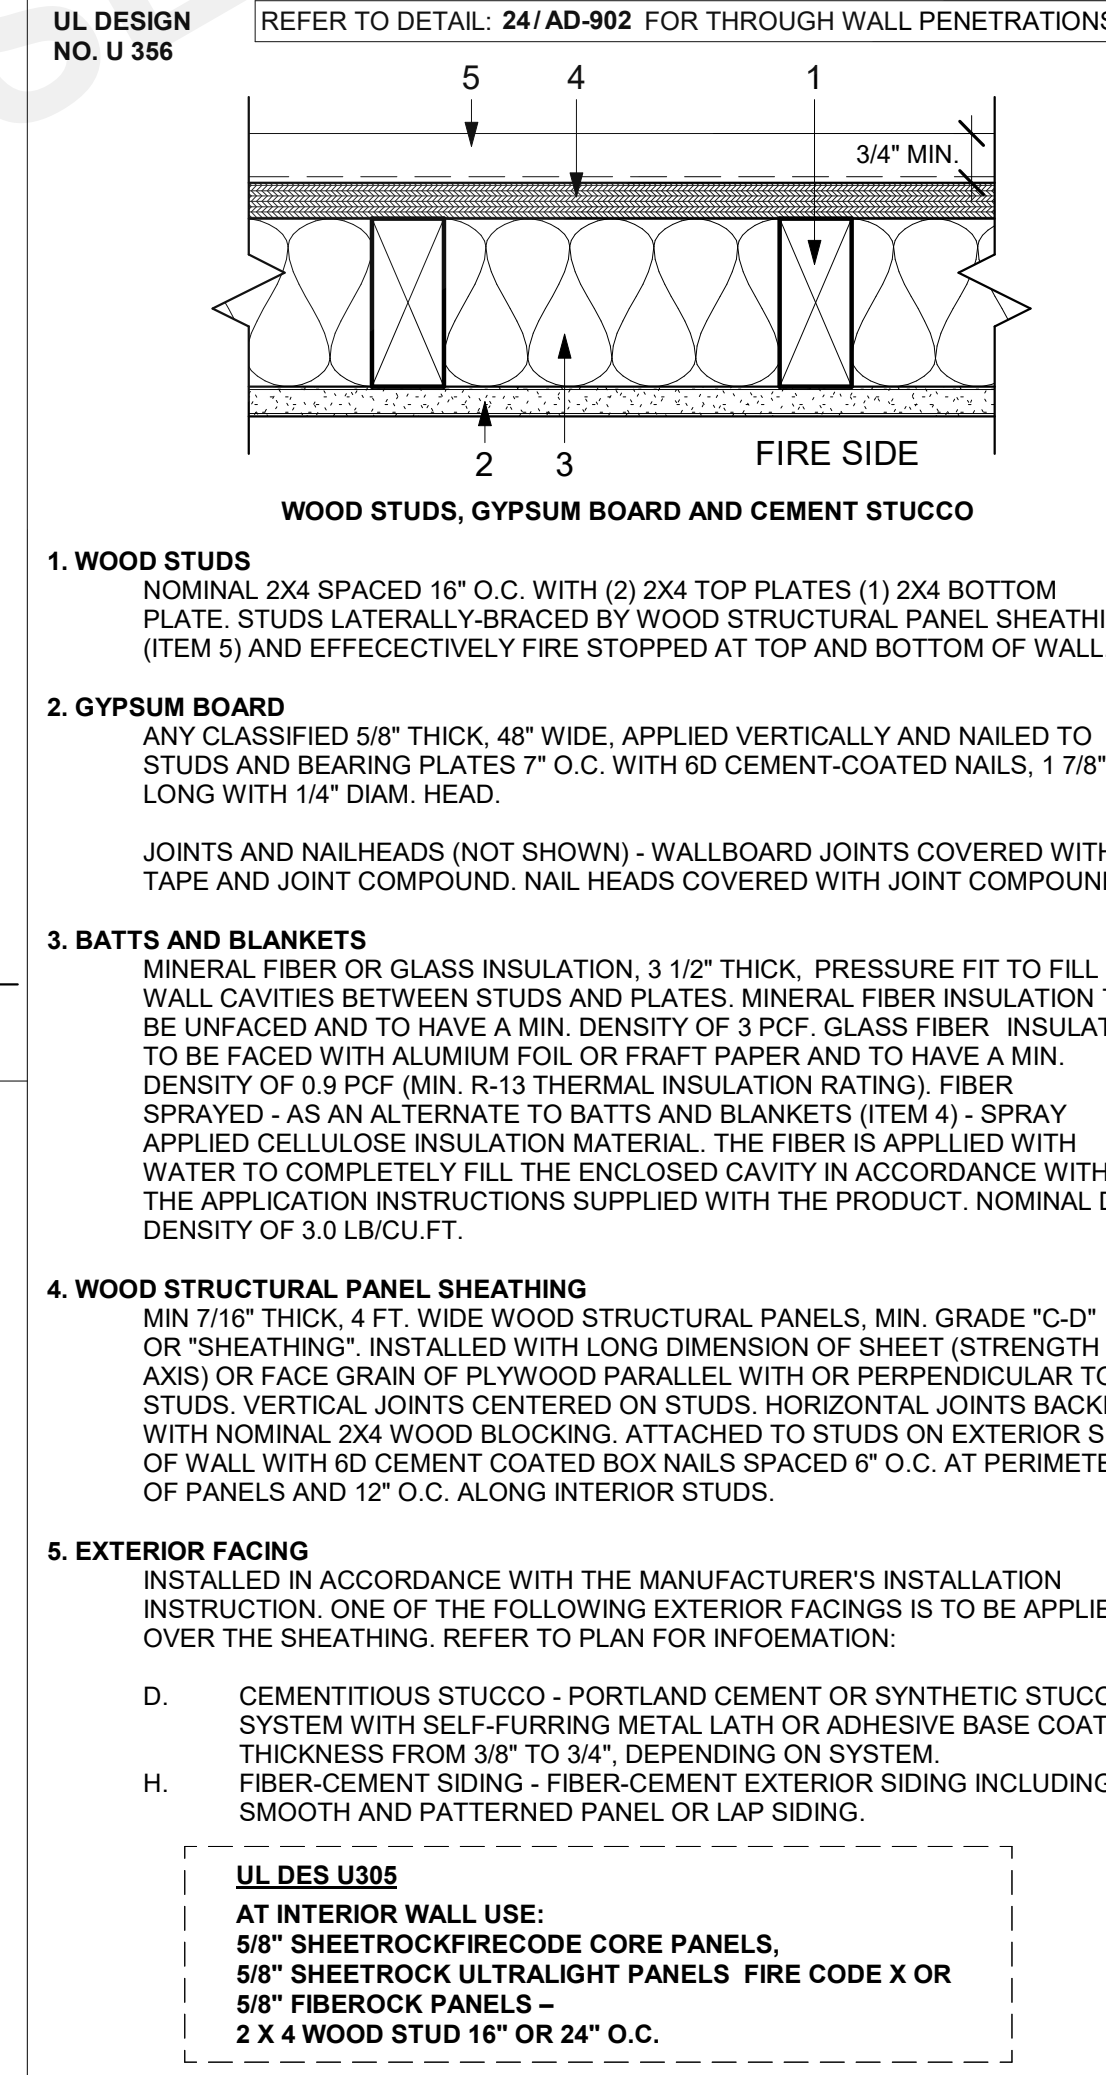 UL DESIGN
NO. U 356
REFER TO DETAIL: 24/AD-902 FOR THROUGH WALL PENETRATIONS
5 4 1
3/4" MIN.
2 3
FIRE SIDE
WOOD STUDS, GYPSUM BOARD AND CEMENT STUCCO
1. WOOD STUDS
NOMINAL 2X4 SPACED 16" O.C. WITH (2) 2X4 TOP PLATES (1) 2X4 BOTTOM
PLATE. STUDS LATERALLY-BRACED BY WOOD STRUCTURAL PANEL SHEATHI
(ITEM 5) AND EFFECECTIVELY FIRE STOPPED AT TOP AND BOTTOM OF WALL
2. GYPSUM BOARD
ANY CLASSIFIED 5/8" THICK, 48" WIDE, APPLIED VERTICALLY AND NAILED TO
STUDS AND BEARING PLATES 7" O.C. WITH 6D CEMENT-COATED NAILS, 1 7/8"
LONG WITH 1/4" DIAM. HEAD.
JOINTS AND NAILHEADS (NOT SHOWN) - WALLBOARD JOINTS COVERED WITH
TAPE AND JOINT COMPOUND. NAIL HEADS COVERED WITH JOINT COMPOUN
3. BATTS AND BLANKETS
MINERAL FIBER OR GLASS INSULATION, 3 1/2" THICK, PRESSURE FIT TO FILL
WALL CAVITIES BETWEEN STUDS AND PLATES. MINERAL FIBER INSULATION T
BE UNFACED AND TO HAVE A MIN. DENSITY OF 3 PCF. GLASS FIBER INSULAT
TO BE FACED WITH ALUMIUM FOIL OR FRAFT PAPER AND TO HAVE A MIN.
DENSITY OF 0.9 PCF (MIN. R-13 THERMAL INSULATION RATING). FIBER
SPRAYED - AS AN ALTERNATE TO BATTS AND BLANKETS (ITEM 4) - SPRAY
APPLIED CELLULOSE INSULATION MATERIAL. THE FIBER IS APPLLIED WITH
WATER TO COMPLETELY FILL THE ENCLOSED CAVITY IN ACCORDANCE WITH
THE APPLICATION INSTRUCTIONS SUPPLIED WITH THE PRODUCT. NOMINAL D
DENSITY OF 3.0 LB/CU.FT.
4. WOOD STRUCTURAL PANEL SHEATHING
MIN 7/16" THICK, 4 FT. WIDE WOOD STRUCTURAL PANELS, MIN. GRADE "C-D"
OR "SHEATHING". INSTALLED WITH LONG DIMENSION OF SHEET (STRENGTH
AXIS) OR FACE GRAIN OF PLYWOOD PARALLEL WITH OR PERPENDICULAR TO
STUDS. VERTICAL JOINTS CENTERED ON STUDS. HORIZONTAL JOINTS BACK
WITH NOMINAL 2X4 WOOD BLOCKING. ATTACHED TO STUDS ON EXTERIOR S
OF WALL WITH 6D CEMENT COATED BOX NAILS SPACED 6" O.C. AT PERIMETE
OF PANELS AND 12" O.C. ALONG INTERIOR STUDS.
5. EXTERIOR FACING
INSTALLED IN ACCORDANCE WITH THE MANUFACTURER'S INSTALLATION
INSTRUCTION. ONE OF THE FOLLOWING EXTERIOR FACINGS IS TO BE APPLIE
OVER THE SHEATHING. REFER TO PLAN FOR INFOEMATION:
D. CEMENTITIOUS STUCCO - PORTLAND CEMENT OR SYNTHETIC STUCC
SYSTEM WITH SELF-FURRING METAL LATH OR ADHESIVE BASE COAT
THICKNESS FROM 3/8" TO 3/4", DEPENDING ON SYSTEM.
H. FIBER-CEMENT SIDING - FIBER-CEMENT EXTERIOR SIDING INCLUDING
SMOOTH AND PATTERNED PANEL OR LAP SIDING.
UL DES U305
AT INTERIOR WALL USE:
5/8" SHEETROCKFIRECODE CORE PANELS,
5/8" SHEETROCK ULTRALIGHT PANELS FIRE CODE X OR
5/8" FIBEROCK PANELS –
2 X 4 WOOD STUD 16" OR 24" O.C.